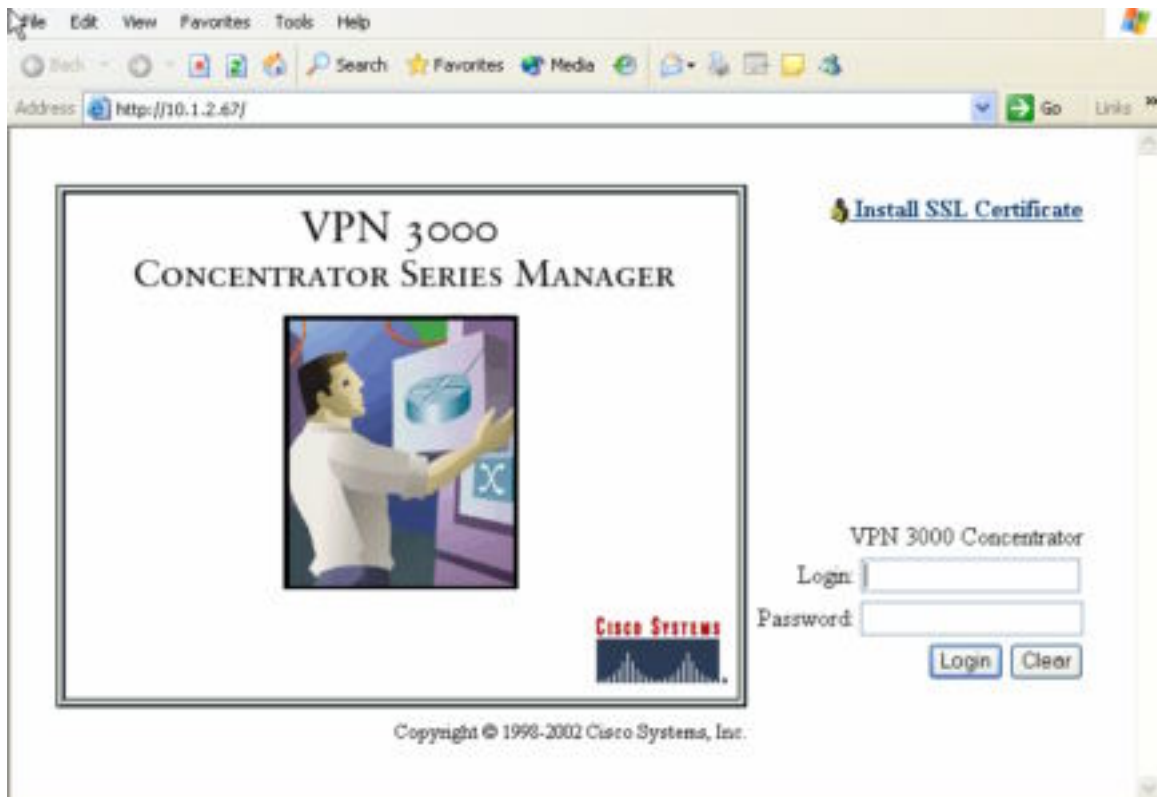 File Edit View Favorites Tools Help
Back Search Favorites Media
Address http://10.1.2.67/ Go Links »
VPN 3000
CONCENTRATOR SERIES MANAGER
Install SSL Certificate
VPN 3000 Concentrator
Login:
Password:
CISCO SYSTEMS
Login Clear
Copyright © 1998-2002 Cisco Systems, Inc.